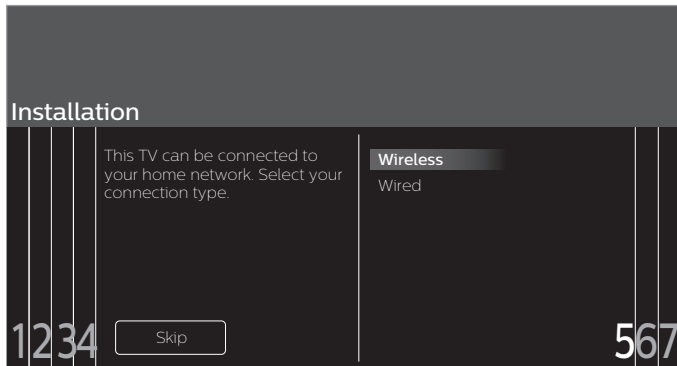 Installation
This TV can be connected to
your home network. Select your
connection type.
Wireless
Wired
Skip
1234
567